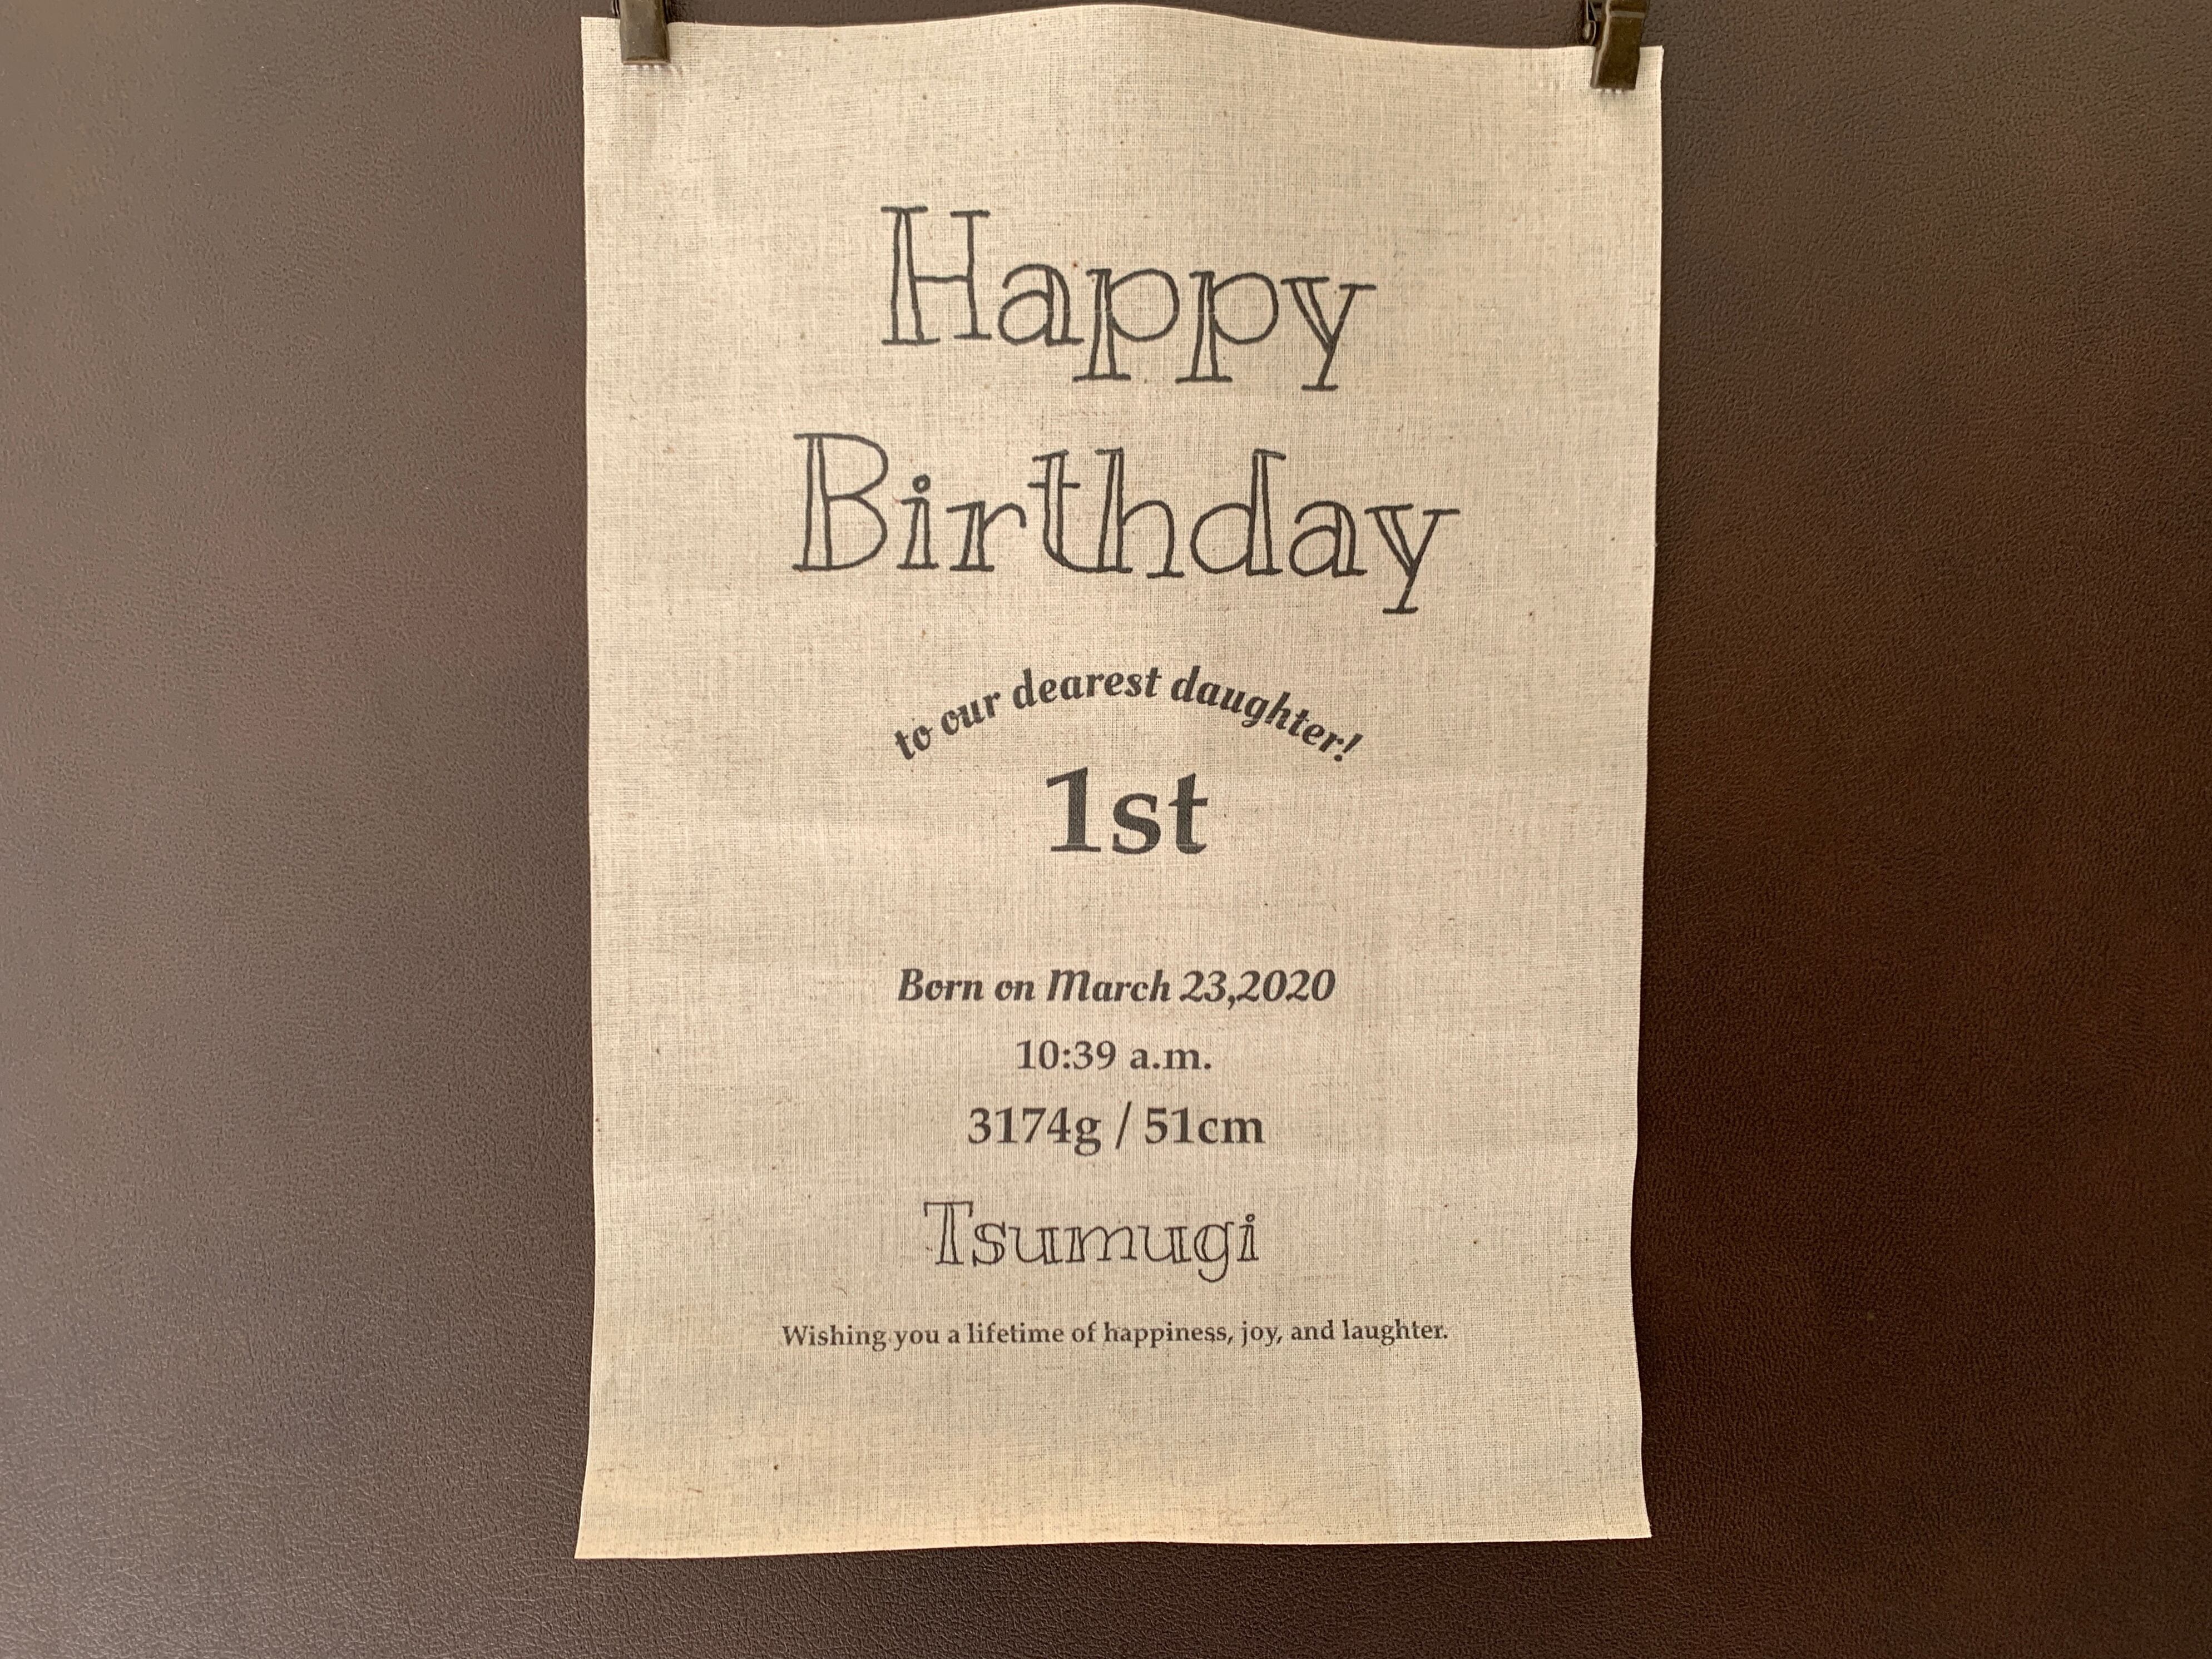 Happy
Birthday
to our dearest daughter!
1st
Born on March 23,2020
10:39 a.m.
3174g / 51cm
Tsumugi
Wishing you a lifetime of happiness, joy, and laughter.